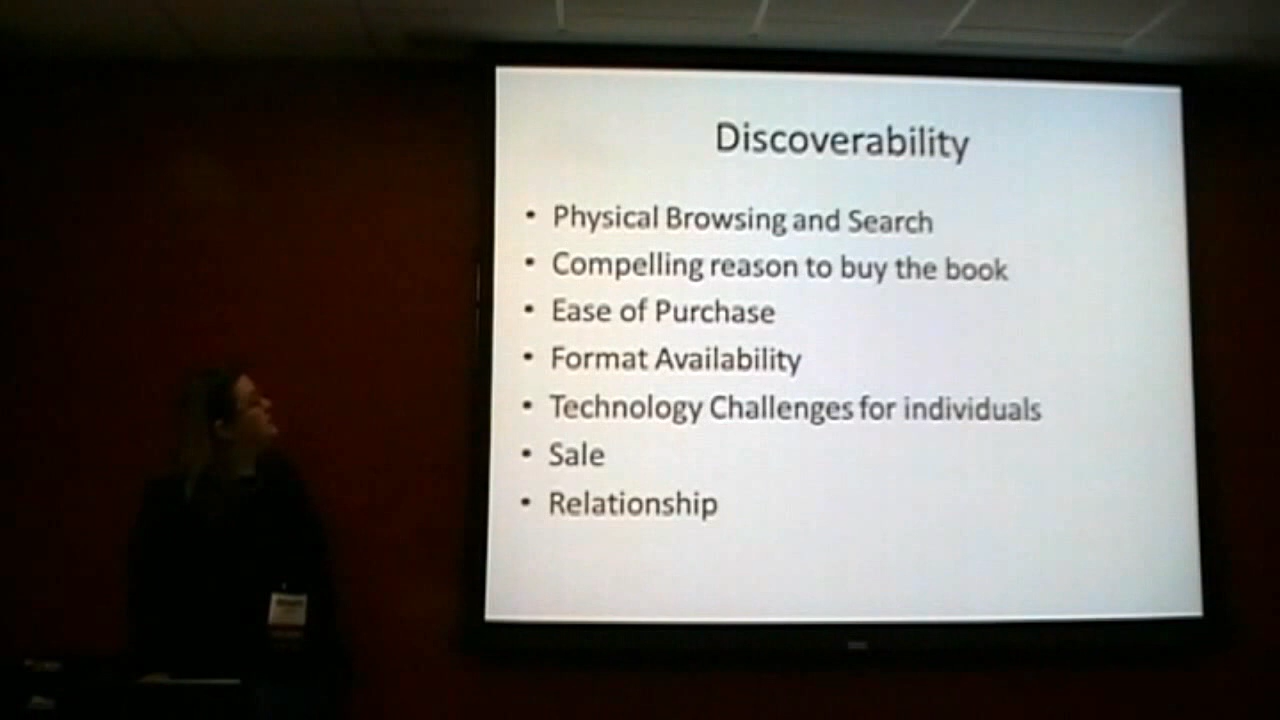 Discoverability
• Physical Browsing and Search
• Compelling reason to buy the book
• Ease of Purchase
• Format Availability
• Technology Challenges for individuals
• Sale
• Relationship